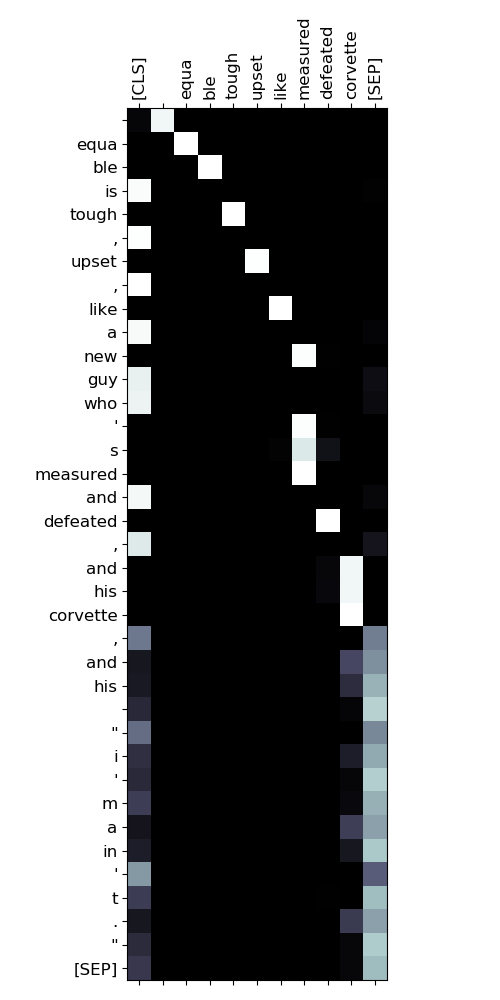 [CLS]
equa
ble
tough
upset
like
measured
defeated
corvette
[SEP]
equa
ble
is
tough
,
upset
,
like
a
new
guy
who
'
s
measured
and
defeated
,
and
his
corvette
,
and
his
"
i
'
m
a
in
'
t
.
"
[SEP]